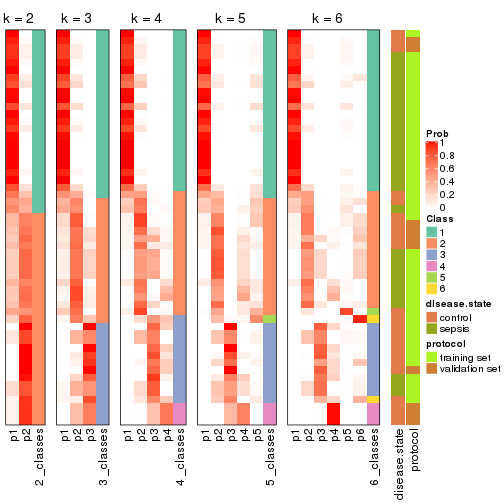 k = 2 k = 3 k = 4 k = 5 k = 6
Prob
1
0.8
0.6
0.4
0.2
0
Class
1
2
3
4
5
6
disease.state
control
sepsis
protocol
training set
validation set
p1 p2 2_classes p1 p2 p3 3_classes p1 p2 p3 p4 4_classes p1 p2 p3 p4 p5 5_classes p1 p2 p3 p4 p5 p6 6_classes disease.state protocol